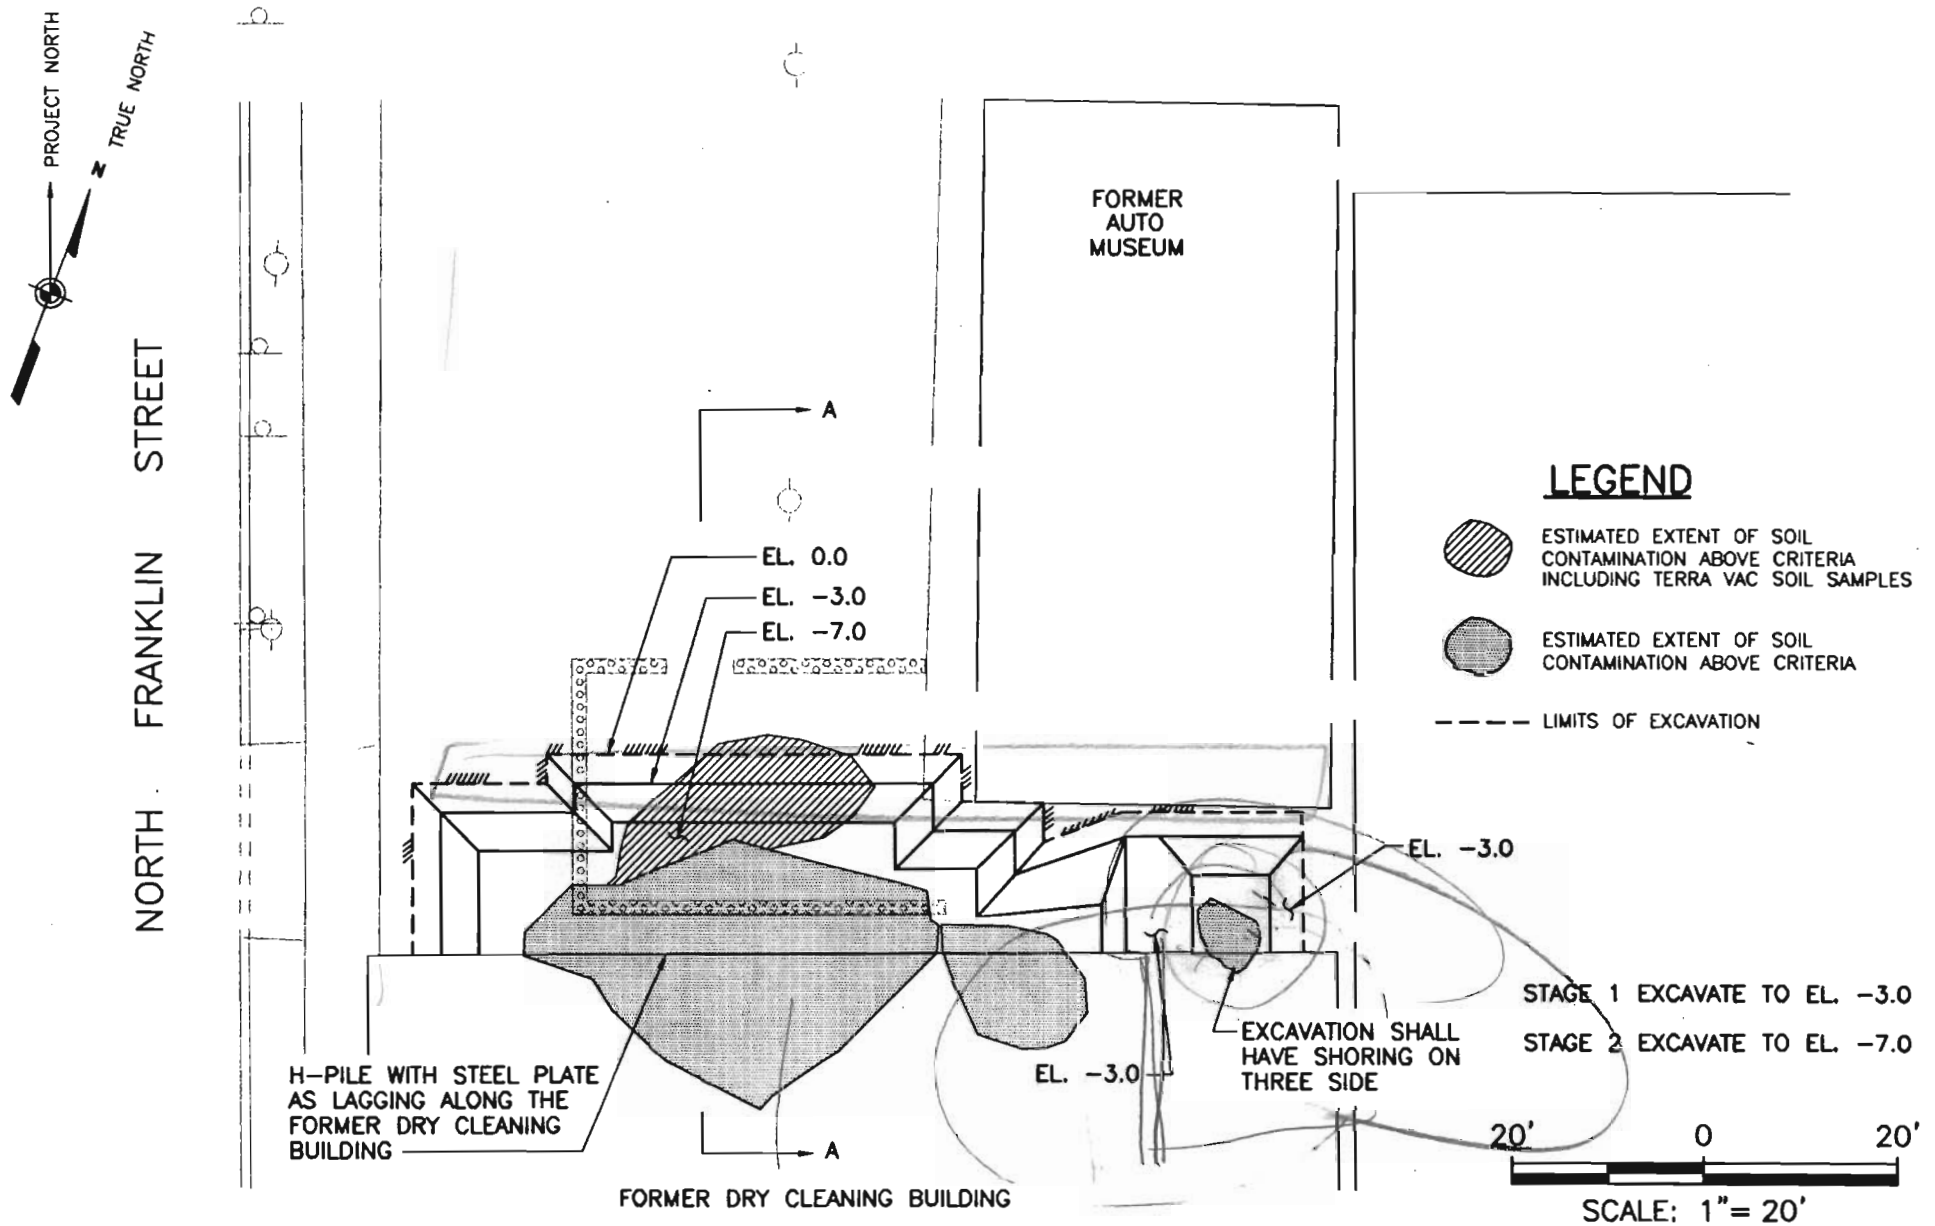 PROJECT NORTH
N TRUE NORTH
NORTH FRANKLIN STREET
FORMER
AUTO
MUSEUM
A
EL. 0.0
EL. -3.0
EL. -7.0
LEGEND
ESTIMATED EXTENT OF SOIL
CONTAMINATION ABOVE CRITERIA
INCLUDING TERRA VAC SOIL SAMPLES
ESTIMATED EXTENT OF SOIL
CONTAMINATION ABOVE CRITERIA
LIMITS OF EXCAVATION
EL. -3.0
STAGE 1 EXCAVATE TO EL. -3.0
STAGE 2 EXCAVATE TO EL. -7.0
EXCAVATION SHALL
HAVE SHORING ON
THREE SIDE
EL. -3.0
H-PILE WITH STEEL PLATE
AS LAGGING ALONG THE
FORMER DRY CLEANING
BUILDING
A
FORMER DRY CLEANING BUILDING
20' 0 20'
SCALE: 1"= 20'